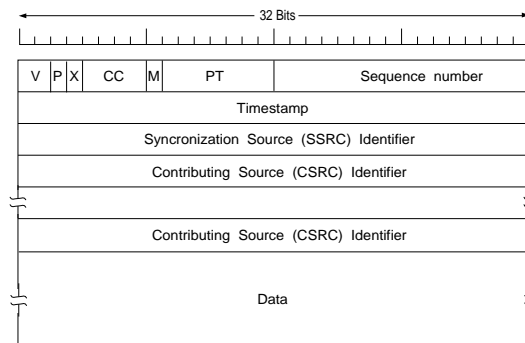 32 Bits
V P X CC M PT Sequence number
Timestamp
Syncronization Source (SSRC) Identifier
Contributing Source (CSRC) Identifier
Contributing Source (CSRC) Identifier
Data